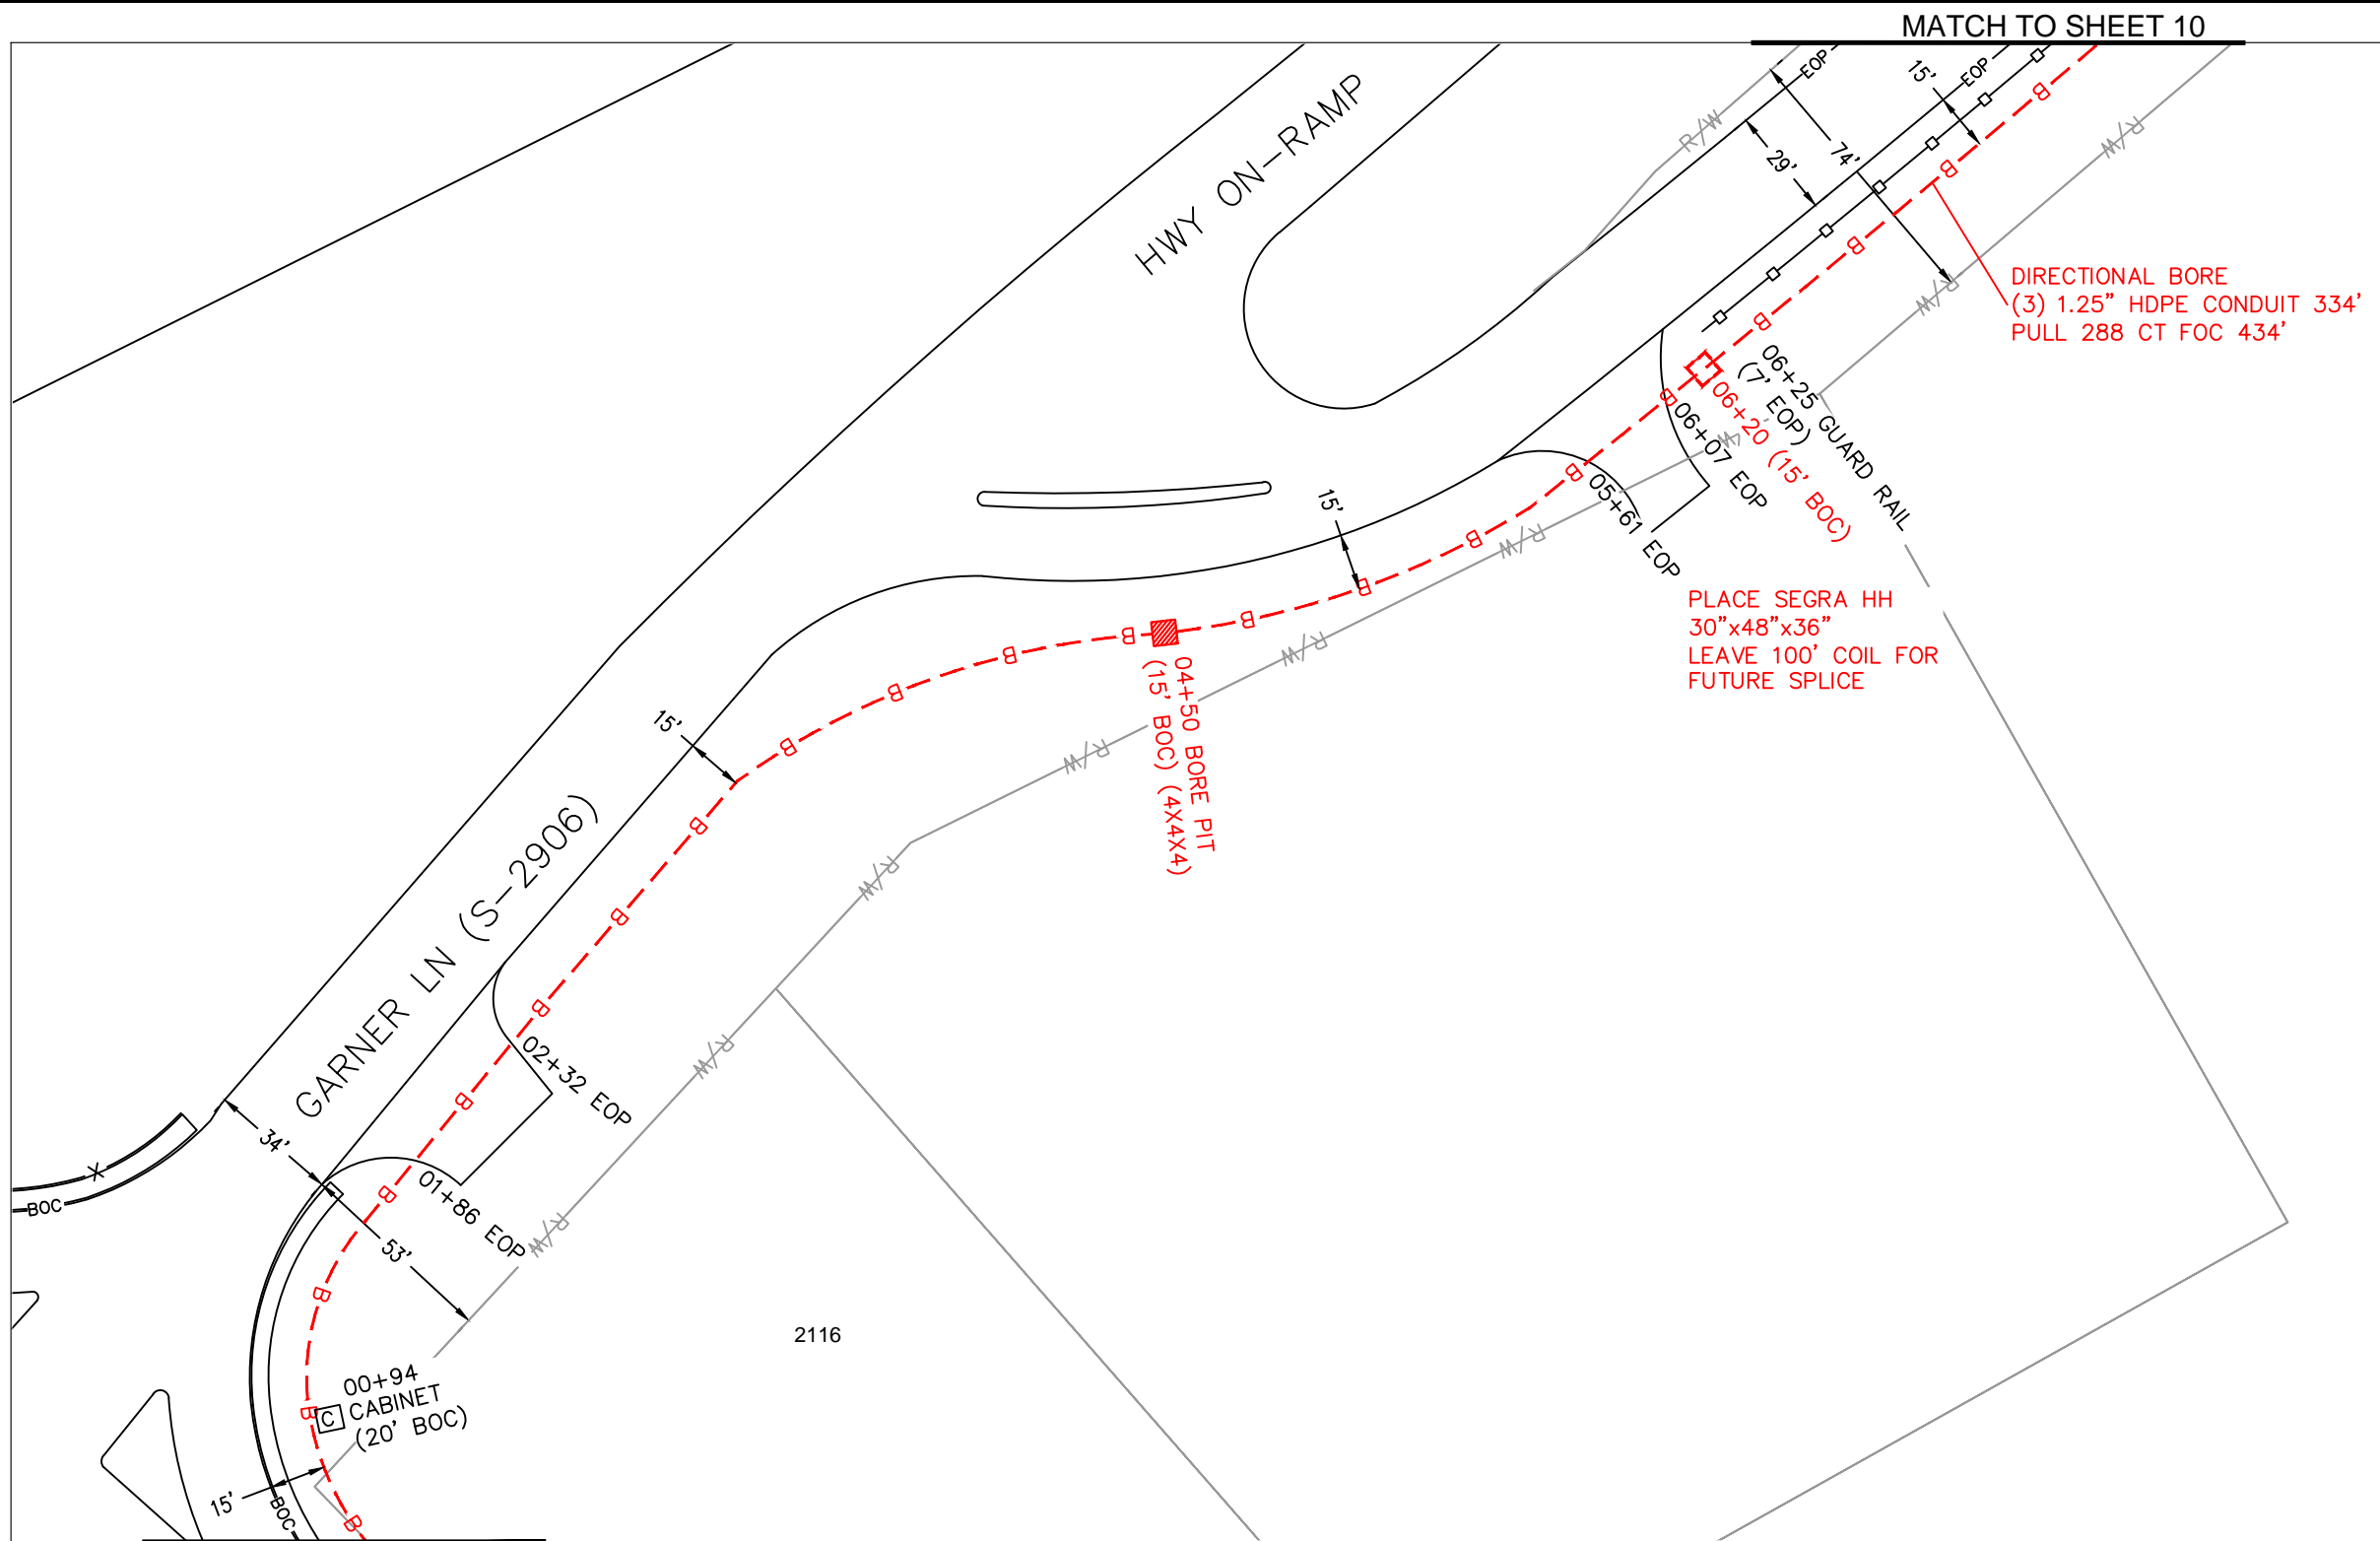 MATCH TO SHEET 10
HWY ON-RAMP
R/W
EOP
EOP
15'
B
B
R/W
29'
74'
B
B
R/W
DIRECTIONAL BORE
(3) 1.25" HDPE CONDUIT 334'
PULL 288 CT FOC 434'
B
06+25 GUARD RAIL
(7' EOP)
06+20 (15' BOC)
B
06+07 EOP
B
05+61 EOP
15'
B
R/W
PLACE SEGRA HH
30"x48"x36"
LEAVE 100' COIL FOR
FUTURE SPLICE
B
B
B
R/W
04+50 BORE PIT
(15' BOC) (4X4X4)
B
B
B
R/W
15'
B
GARNER LN (S-2906)
R/W
B
B
02+32 EOP
R/W
B
34'
X
BOC
B
01+86 EOP
R/W
53'
B
2116
00+94
CABINET
(20' BOC)
C
B
15'
BOC
B